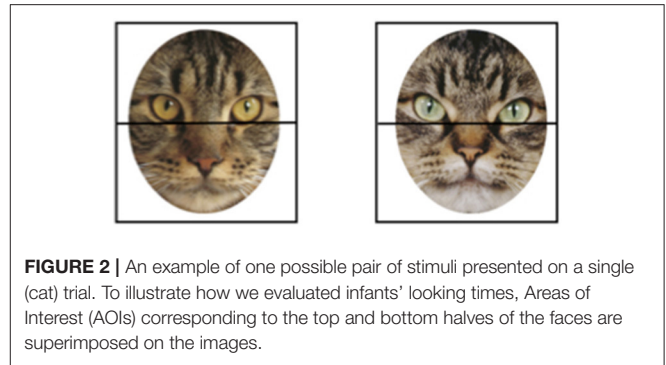 FIGURE 2 | An example of one possible pair of stimuli presented on a single
(cat) trial. To illustrate how we evaluated infants' looking times, Areas of
Interest (AOIs) corresponding to the top and bottom halves of the faces are
superimposed on the images.